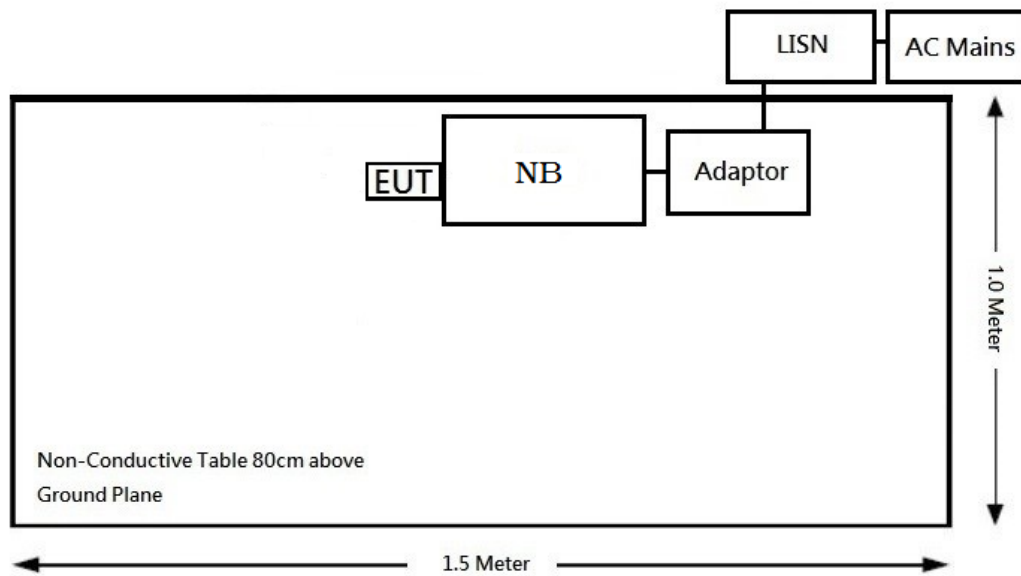 LISN
AC Mains
EUT
NB
Adaptor
1.0 Meter
Non-Conductive Table 80cm above
Ground Plane
1.5 Meter